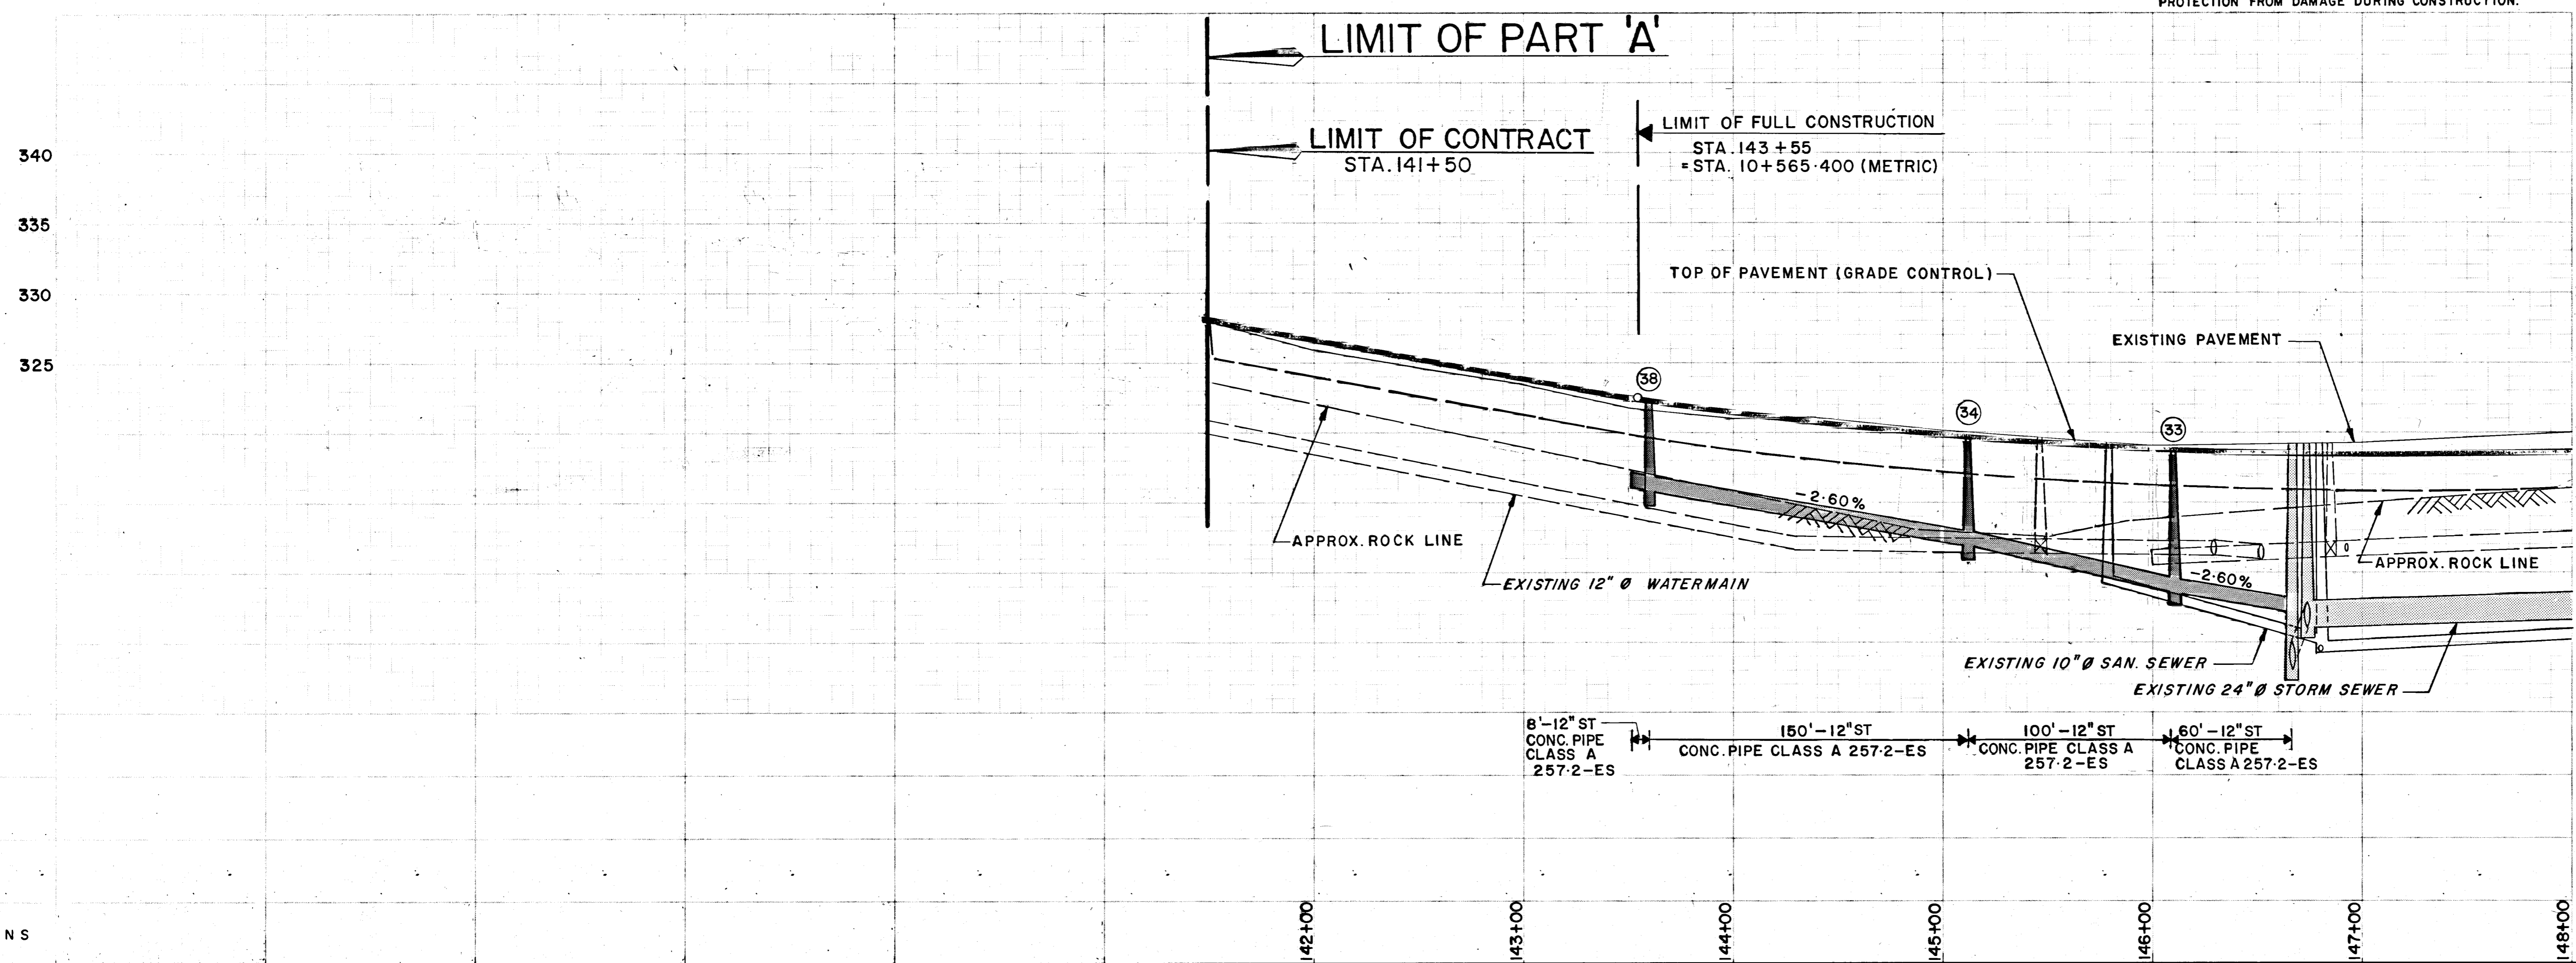 PROTECTION FROM DAMAGE DURING CONSTRUCTION.
LIMIT OF PART 'A'
LIMIT OF CONTRACT
STA. 141+50
LIMIT OF FULL CONSTRUCTION
STA. 143+55
= STA. 10+565·400 (METRIC)
340
335
330
325
TOP OF PAVEMENT (GRADE CONTROL)
EXISTING PAVEMENT
38
34
33
-2·60%
APPROX. ROCK LINE
EXISTING 12" Ø WATERMAIN
-2·60%
APPROX. ROCK LINE
EXISTING 10" Ø SAN. SEWER
EXISTING 24" Ø STORM SEWER
8'-12" ST
CONC. PIPE
CLASS A
257·2-ES
150'-12" ST
CONC. PIPE CLASS A 257·2-ES
100'-12" ST
CONC. PIPE CLASS A
257·2-ES
60'-12" ST
CONC. PIPE
CLASS A 257·2-ES
NS
142+00
143+00
144+00
145+00
146+00
147+00
148+00